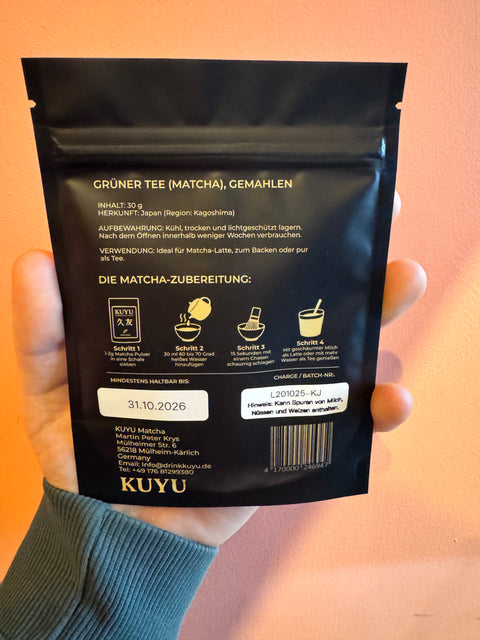 GRÜNER TEE (MATCHA), GEMAHLEN
INHALT: 30 g
HERKUNFT: Japan (Region: Kagoshima)
AUFBEWAHRUNG: Kühl, trocken und lichtgeschützt lagern.
Nach dem Öffnen innerhalb weniger Wochen verbrauchen.
VERWENDUNG: Ideal für Matcha-Latte, zum Backen oder pur
als Tee.
DIE MATCHA-ZUBEREITUNG:
KUYU
久友
Schritt 1
1-2g Matcha Pulver
in eine Schale
sieben
Schritt 2
30 ml 60 bis 70 Grad
heißes Wasser
hinzufügen
Schritt 3
15 Sekunden mit
einem Chasen
schaumig schlagen
Schritt 4
Mit geschäumter Milch
als Latte oder mit mehr
Wasser als Tee genießen
MINDESTENS HALTBAR BIS:
31.10.2026
CHARGE / BATCH-NR.
L201025-KJ
Hinweis: Kann Spuren von Milch,
Nüssen und Weizen enthalten.
KUYU Matcha
Martin Peter Krys
Mülheimer Str. 6
56218 Mülheim-Kärlich
Germany
Email: Info@drinkkuyu.de
Tel: +49 176 81299380
4 170000 246947
KUYU